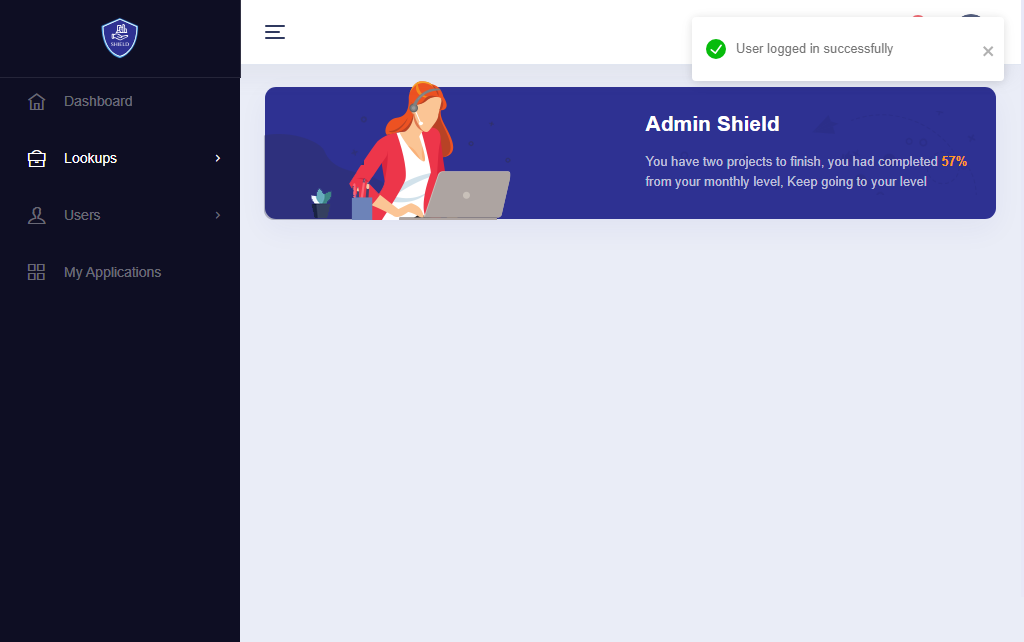 SHIELD
User logged in successfully
Dashboard
Lookups
Users
My Applications
Admin Shield
You have two projects to finish, you had completed 57%
from your monthly level, Keep going to your level